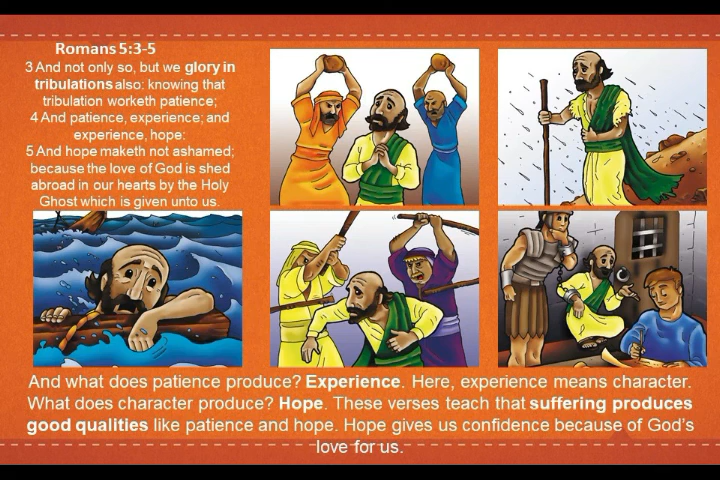 Romans 5:3-5
3 And not only so, but we glory in
tribulations also: knowing that
tribulation worketh patience;
4 And patience, experience; and
experience, hope:
5 And hope maketh not ashamed;
because the love of God is shed
abroad in our hearts by the Holy
Ghost which is given unto us.
And what does patience produce? Experience. Here, experience means character.
What does character produce? Hope. These verses teach that suffering produces
good qualities like patience and hope. Hope gives us confidence because of God's
love for us.